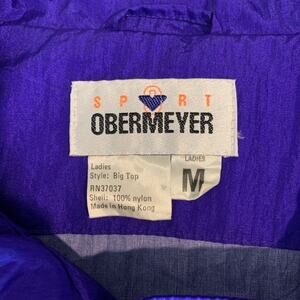 SPORT
OBERMEYER
Ladies
Style: Big Top
RN37037
Shell: 100% nylon
Made in Hong Kong
LADIES
M